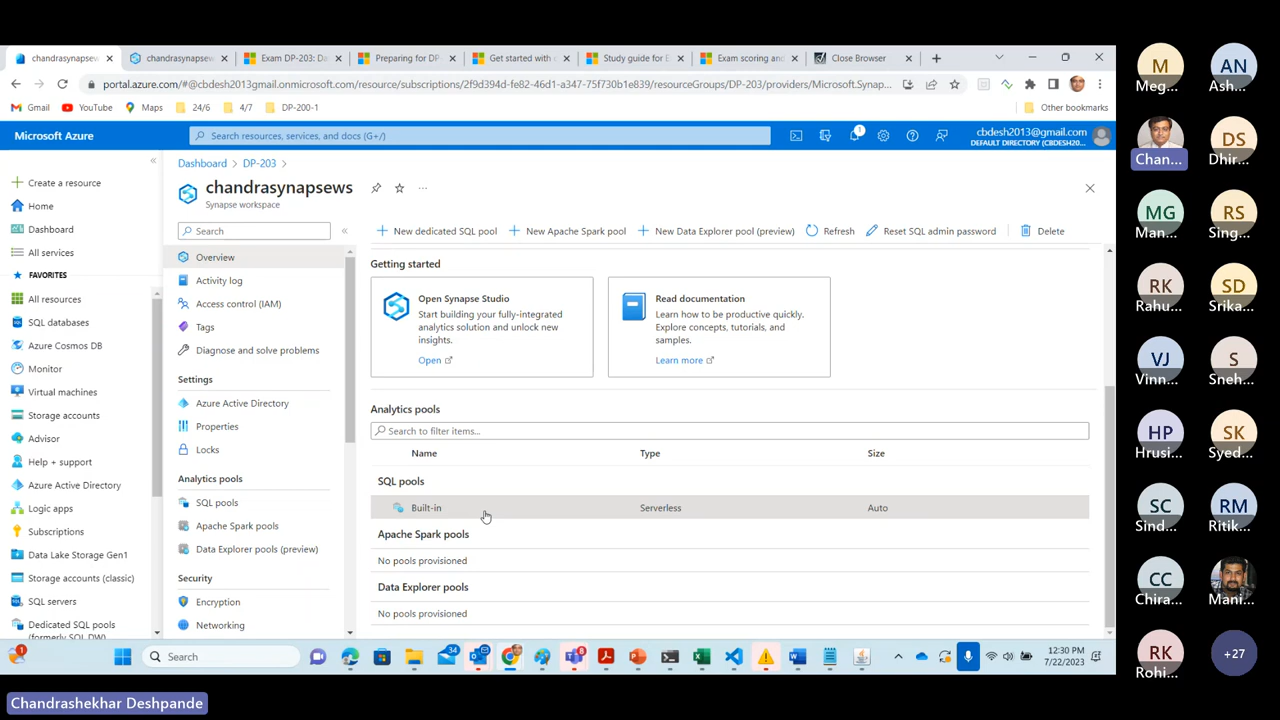 chandrasynapsews
chandrasynapsews
Exam DP-203: Da
Preparing for DP-
Get started with
Study guide for E
Exam scoring an
Close Browser
portal.azure.com/#@cbdesh2013gmail.onmicrosoft.com/resource/subscriptions/2f9d394d-fe82-46d1-a347-75f730b1e839/resourceGroups/DP-203/providers/Microsoft.Synap...
Gmail
YouTube
Maps
24/6
4/7
DP-200-1
Other bookmarks
Microsoft Azure
Search resources, services, and docs (G+/)
1
cbdesh2013@gmail.com
DEFAULT DIRECTORY (CBDESH20...
Create a resource
Home
Dashboard
All services
FAVORITES
All resources
SQL databases
Azure Cosmos DB
Monitor
Virtual machines
Storage accounts
Advisor
Help + support
Azure Active Directory
Logic apps
Subscriptions
Data Lake Storage Gen1
Storage accounts (classic)
SQL servers
Dedicated SQL pools
(formerly SQL DW)
Dashboard > DP-203 >
chandrasynapsews
Synapse workspace
Search
Overview
Activity log
Access control (IAM)
Tags
Diagnose and solve problems
Settings
Azure Active Directory
Properties
Locks
Analytics pools
SQL pools
Apache Spark pools
Data Explorer pools (preview)
Security
Encryption
Networking
New dedicated SQL pool
New Apache Spark pool
New Data Explorer pool (preview)
Refresh
Reset SQL admin password
Delete
Getting started
Open Synapse Studio
Start building your fully-integrated
analytics solution and unlock new
insights.
Open
Read documentation
Learn how to be productive quickly.
Explore concepts, tutorials, and
samples.
Learn more
Analytics pools
Search to filter items...
Name Type Size
SQL pools
Built-in Serverless Auto
Apache Spark pools
No pools provisioned
Data Explorer pools
No pools provisioned
1
Search
34
8
12:30 PM
7/22/2023
Chandrashekhar Deshpande
M
Meg...
AN
Ash...
Chan...
DS
Dhir...
MG
Man...
RS
Sing...
RK
Rahu...
SD
Srika...
VJ
Vinn...
S
Sneh...
HP
Hrusi...
SK
Syed...
SC
Sind...
RM
Ritik...
CC
Chira...
Mani...
RK
Rohi...
+27